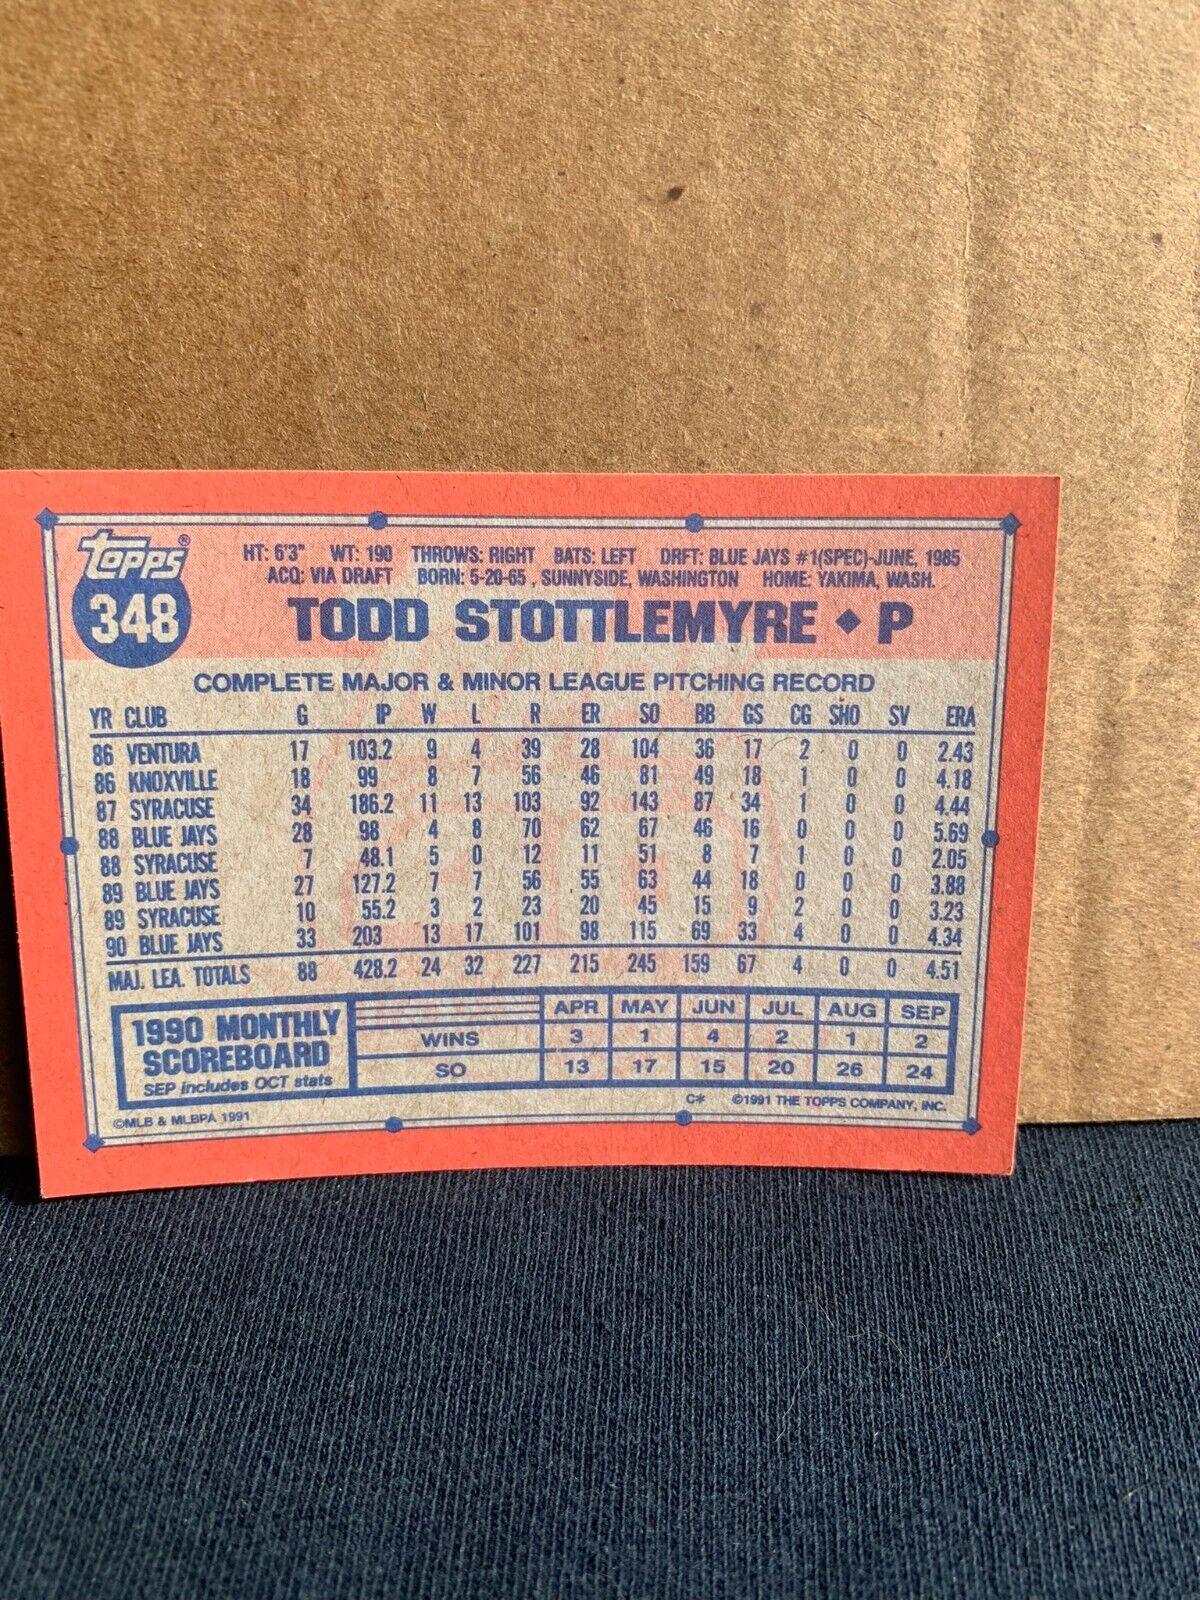 Topps®
348
HT: 6'3" WT: 190 THROWS: RIGHT BATS: LEFT DRFT: BLUE JAYS #1(SPEC)-JUNE, 1985
ACQ: VIA DRAFT BORN: 5-20-65 , SUNNYSIDE, WASHINGTON HOME: YAKIMA, WASH.
TODD STOTTLEMYRE ◆ P
COMPLETE MAJOR & MINOR LEAGUE PITCHING RECORD
YR CLUB G IP W L R ER SO BB GS CG SHO SV ERA
86 VENTURA 17 103.2 9 4 39 28 104 36 17 2 0 0 2.43
86 KNOXVILLE 18 99 8 7 56 46 81 49 18 1 0 0 4.18
87 SYRACUSE 34 186.2 11 13 103 92 143 87 34 1 0 0 4.44
88 BLUE JAYS 28 98 4 8 70 62 67 46 16 0 0 0 5.69
88 SYRACUSE 7 48.1 5 0 12 11 51 8 7 1 0 0 2.05
89 BLUE JAYS 27 127.2 7 7 56 55 63 44 18 0 0 0 3.88
89 SYRACUSE 10 55.2 3 2 23 20 45 15 9 2 0 0 3.23
90 BLUE JAYS 33 203 13 17 101 98 115 69 33 4 0 0 4.34
MAJ. LEA. TOTALS 88 428.2 24 32 227 215 245 159 67 4 0 0 4.51
1990 MONTHLY
SCOREBOARD
SEP includes OCT stats
APR MAY JUN JUL AUG SEP
WINS 3 1 4 2 1 2
SO 13 17 15 20 26 24
©MLB & MLBPA 1991
C* ©1991 THE TOPPS COMPANY, INC.